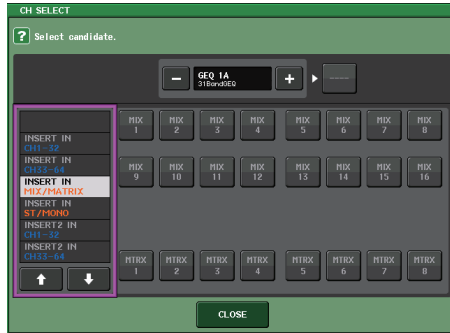 CH SELECT
? Select candidate.
− GEQ 1A +
31BandGEQ
INSERT IN
CH1-32
INSERT IN
CH33-64
INSERT IN
MIX/MATRIX
INSERT IN
ST/MONO
INSERT2 IN
CH1-32
INSERT2 IN
CH33-64
MIX MIX MIX MIX MIX MIX MIX MIX
1 2 3 4 5 6 7 8
MIX MIX MIX MIX MIX MIX MIX MIX
9 10 11 12 13 14 15 16
MTRX MTRX MTRX MTRX MTRX MTRX MTRX MTRX
1 2 3 4 5 6 7 8
CLOSE